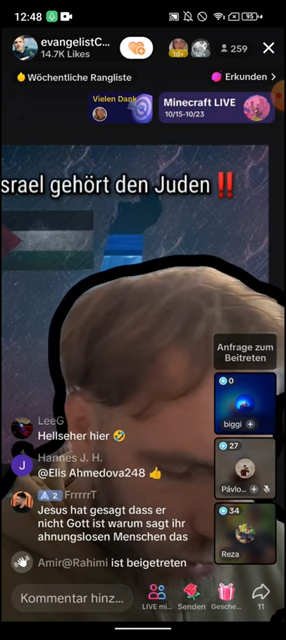 12:48
95
evangelistC...
14.7K Likes
259
Wöchentliche Rangliste
Erkunden >
Vielen Dank
Minecraft LIVE
10/15-10/23
srael gehört den Juden ‼️
Anfrage zum
Beitreten
0
biggi +
LeeG
Hellseher hier 🤣
27
Hannes J. H.
@Elis Ahmedova248 👍
Pávlo...
2 FrrrrrT
Jesus hat gesagt dass er
nicht Gott ist warum sagt ihr
ahnungslosen Menschen das
34
Reza
Amir@Rahimi ist beigetreten
Kommentar hinz...
LIVE mi...
Senden
Gesche...
11